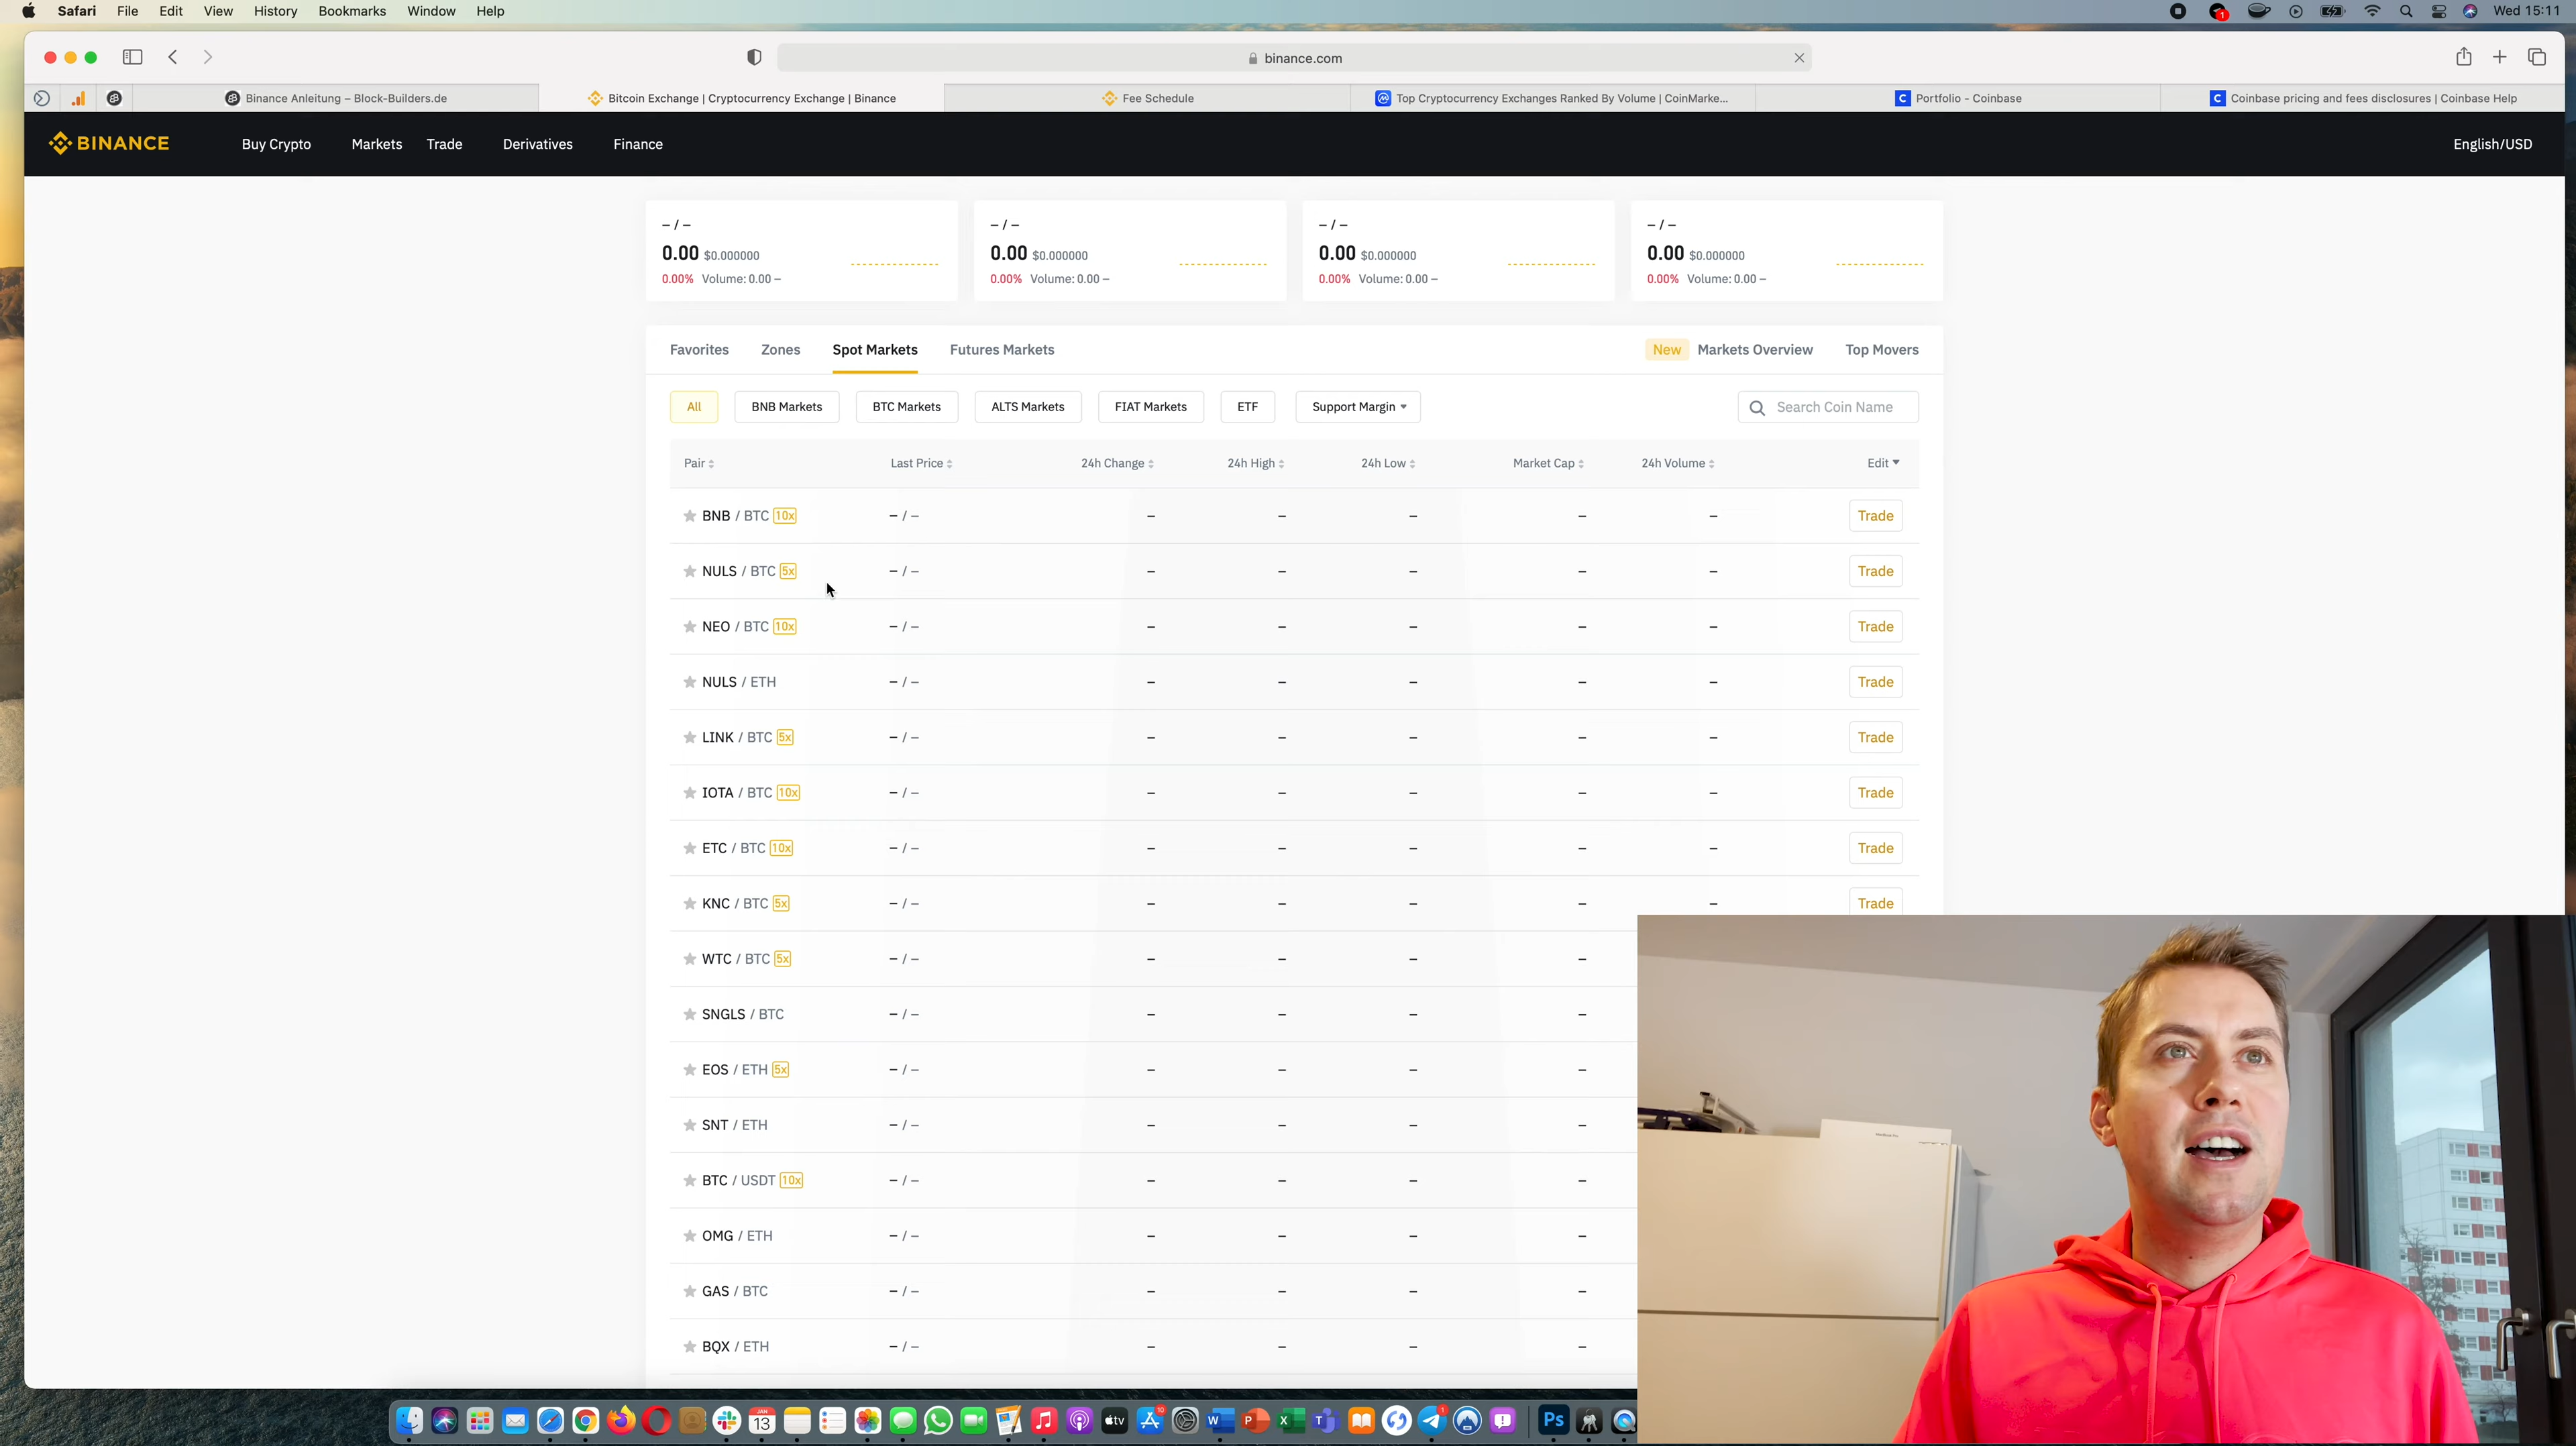 Safari File Edit View History Bookmarks Window Help 1 Wed 15:11
binance.com
Binance Anleitung – Block-Builders.de Bitcoin Exchange | Cryptocurrency Exchange | Binance Fee Schedule Top Cryptocurrency Exchanges Ranked By Volume | CoinMarke... Portfolio - Coinbase Coinbase pricing and fees disclosures | Coinbase Help
BINANCE Buy Crypto Markets Trade Derivatives Finance English/USD
– / – – / – – / – – / –
0.00 $0.000000 0.00 $0.000000 0.00 $0.000000 0.00 $0.000000
0.00% Volume: 0.00 – 0.00% Volume: 0.00 – 0.00% Volume: 0.00 – 0.00% Volume: 0.00 –
Favorites Zones Spot Markets Futures Markets New Markets Overview Top Movers
All BNB Markets BTC Markets ALTS Markets FIAT Markets ETF Support Margin Search Coin Name
Pair Last Price 24h Change 24h High 24h Low Market Cap 24h Volume Edit
BNB / BTC 10x – / – – – – – – Trade
NULS / BTC 5x – / – – – – – – Trade
NEO / BTC 10x – / – – – – – – Trade
NULS / ETH – / – – – – – – Trade
LINK / BTC 5x – / – – – – – – Trade
IOTA / BTC 10x – / – – – – – – Trade
ETC / BTC 10x – / – – – – – – Trade
KNC / BTC 5x – / – – – – – – Trade
WTC / BTC 5x – / – – – – –
SNGLS / BTC – / – – – – –
EOS / ETH 5x – / – – – – –
SNT / ETH – / – – – – –
BTC / USDT 10x – / – – – – –
OMG / ETH – / – – – – –
GAS / BTC – / – – – – –
BQX / ETH – / – – – – –
JAN 13 tv 10 W P X T 1 Ps